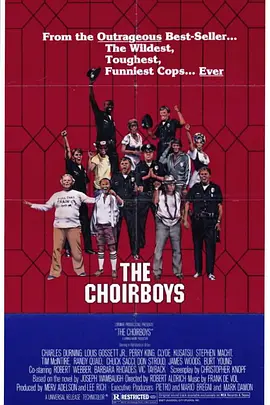 From the Outrageous Best-Seller...
The Wildest,
Toughest,
Funniest Cops... Ever
THE
CHOIRBOYS
"THE CHOIRBOYS"
CHARLES DURNING LOUIS GOSSETT JR. PERRY KING CLYDE KUSATSU STEPHEN MACHT
TIM McINTIRE RANDY QUAID CHUCK SACCI DON STROUD JAMES WOODS BURT YOUNG
Co-starring ROBERT WEBBER BARBARA RHOADES VIC TAYBACK Screenplay by CHRISTOPHER KNOPF
Based on the novel by JOSEPH WAMBAUGH Directed by ROBERT ALDRICH Music by FRANK DE VOL
Produced by MERV ADELSON and LEE RICH Executive Producers PIETRO and MARIO BREGNI and MARK DAMON
A UNIVERSAL RELEASE TECHNICOLOR®
R RESTRICTED